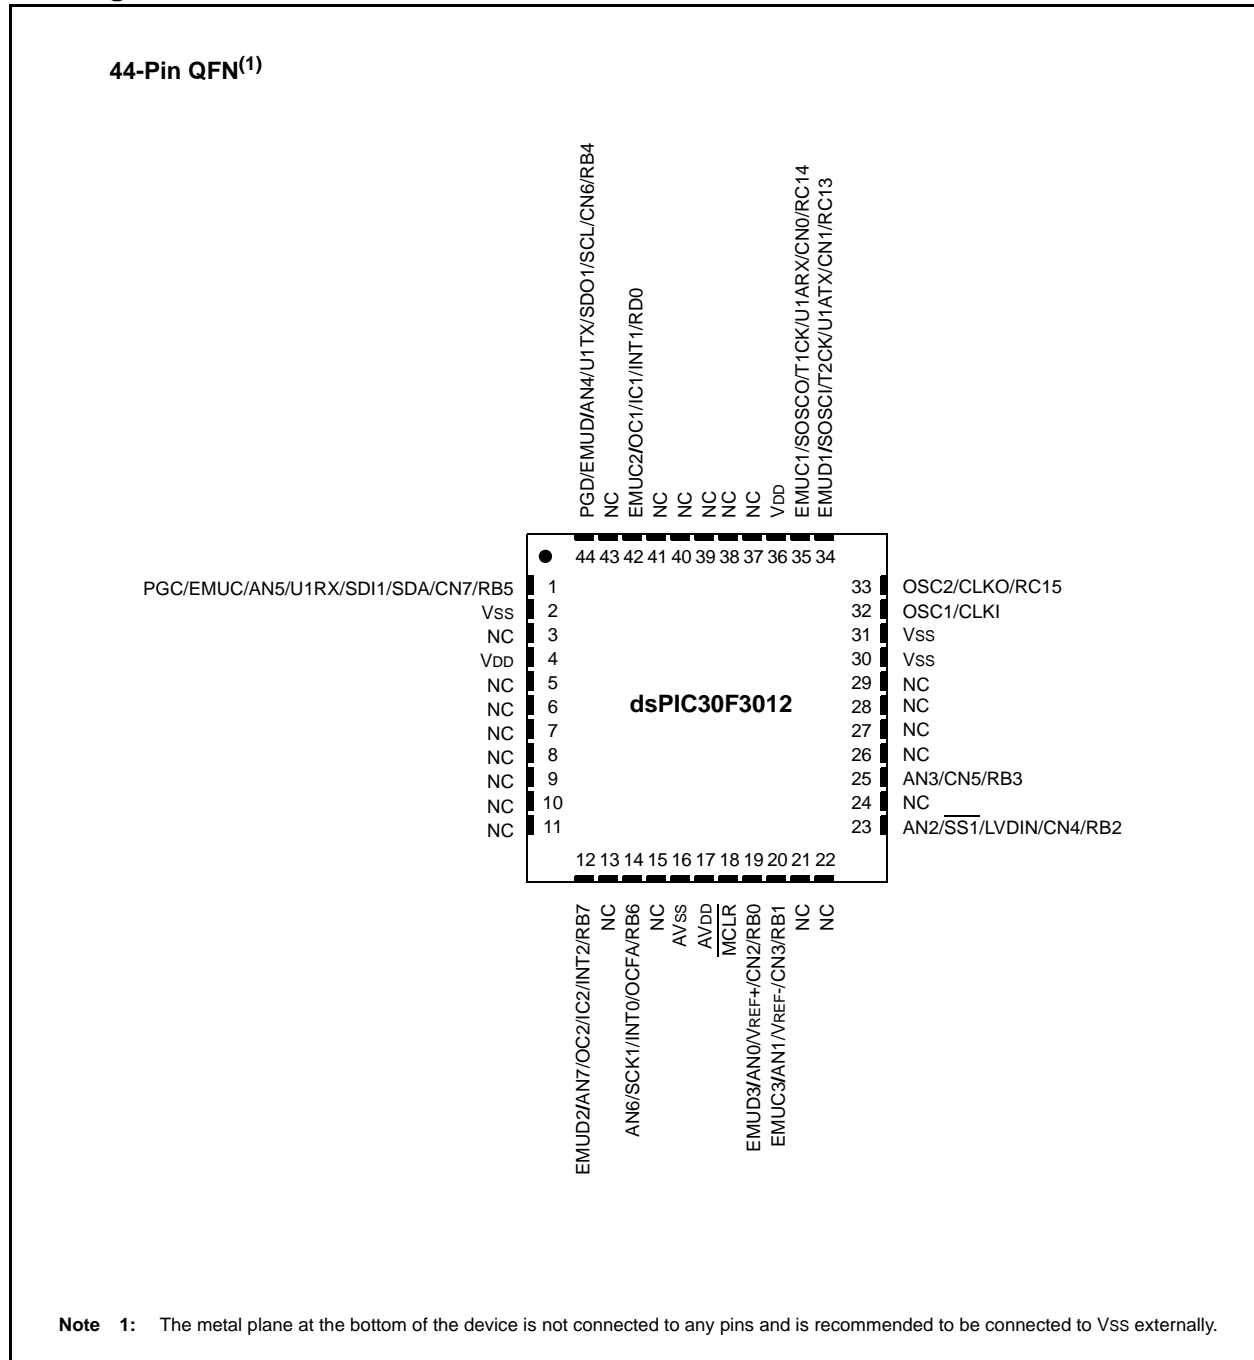 44-Pin QFN(1)
PGD/EMUD/AN4/U1TX/SDO1/SCL/CN6/RB4
NC
EMUC2/OC1/IC1/INT1/RD0
NC
NC
NC
NC
NC
VDD
EMUC1/SOSCO/T1CK/U1ARX/CN0/RC14
EMUD1/SOSCI/T2CK/U1ATX/CN1/RC13
44 43 42 41 40 39 38 37 36 35 34
PGC/EMUC/AN5/U1RX/SDI1/SDA/CN7/RB5 1
VSS 2
NC 3
VDD 4
NC 5
NC 6
NC 7
NC 8
NC 9
NC 10
NC 11
dsPIC30F3012
33 OSC2/CLKO/RC15
32 OSC1/CLKI
31 VSS
30 VSS
29 NC
28 NC
27 NC
26 NC
25 AN3/CN5/RB3
24 NC
23 AN2/SS1/LVDIN/CN4/RB2
12 13 14 15 16 17 18 19 20 21 22
EMUD2/AN7/OC2/IC2/INT2/RB7
NC
AN6/SCK1/INT0/OCFA/RB6
NC
AVSS
AVDD
MCLR
EMUD3/AN0/VREF+/CN2/RB0
EMUC3/AN1/VREF-/CN3/RB1
NC
NC
Note 1: The metal plane at the bottom of the device is not connected to any pins and is recommended to be connected to VSS externally.